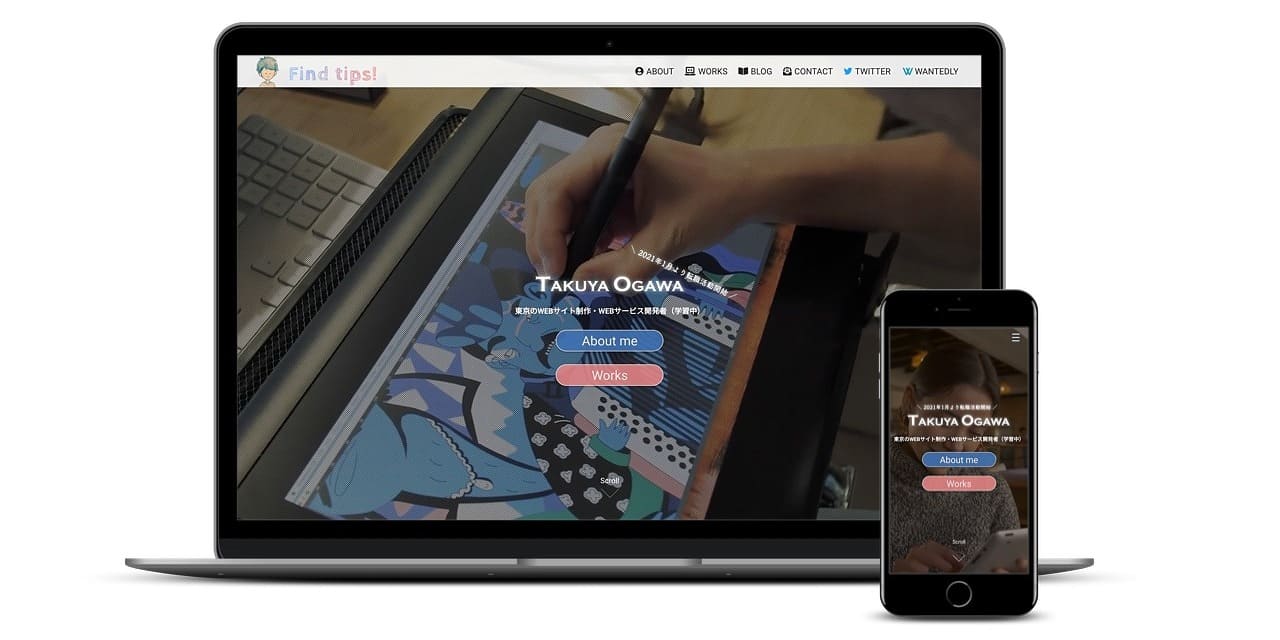 Find tips!
ABOUT WORKS BLOG CONTACT TWITTER WANTEDLY
\ 2021年1月より転職活動開始 /
TAKUYA OGAWA
東京のWEBサイト制作・WEBサービス開発者（学習中）
About me
Works
Scroll
\ 2021年1月より転職活動開始 /
TAKUYA OGAWA
東京のWEBサイト制作・WEBサービス開発者（学習中）
About me
Works
Scroll